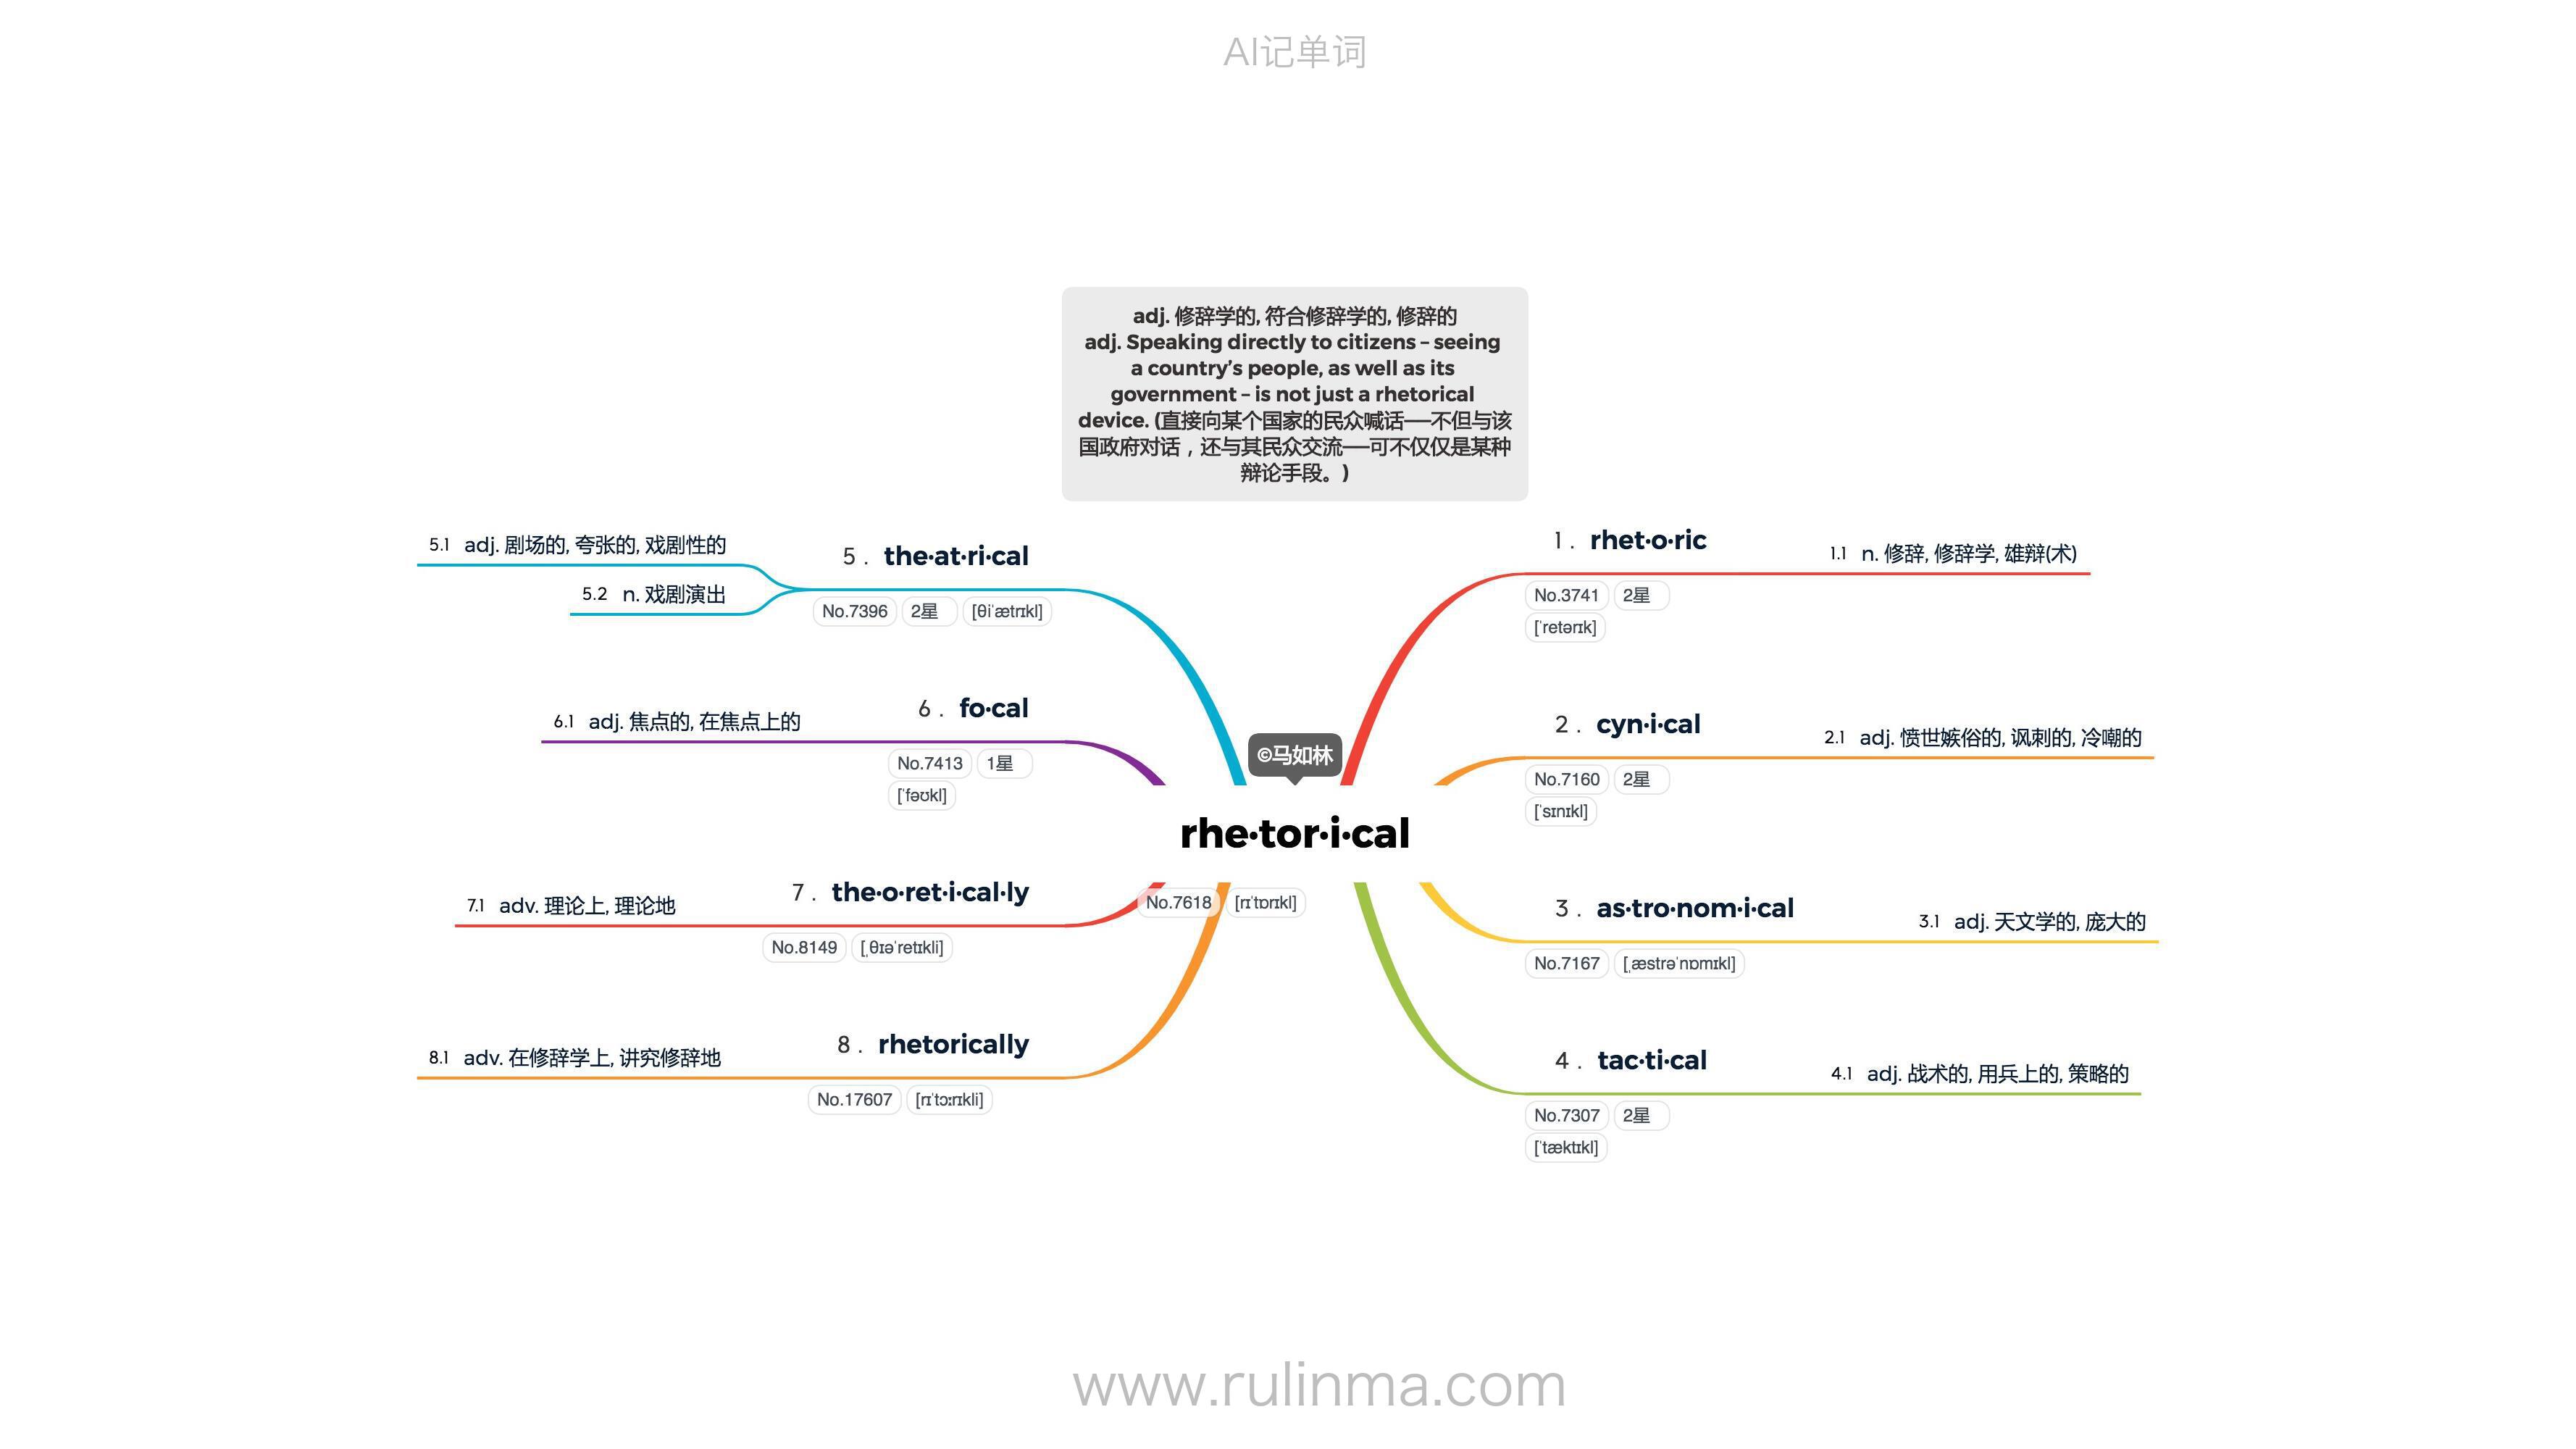 AI记单词
adj. 修辞学的, 符合修辞学的, 修辞的
adj. Speaking directly to citizens – seeing
a country’s people, as well as its
government – is not just a rhetorical
device. (直接向某个国家的民众喊话──不但与该
国政府对话，还与其民众交流──可不仅仅是某种
辩论手段。)
©马如林
rhe·tor·i·cal
No.7618 [rɪˈtɒrɪkl]
1 . rhet·o·ric
No.3741 2星
[ˈretərɪk]
1.1 n. 修辞, 修辞学, 雄辩(术)
2 . cyn·i·cal
No.7160 2星
[ˈsɪnɪkl]
2.1 adj. 愤世嫉俗的, 讽刺的, 冷嘲的
3 . as·tro·nom·i·cal
No.7167 [ˌæstrəˈnɒmɪkl]
3.1 adj. 天文学的, 庞大的
4 . tac·ti·cal
No.7307 2星
[ˈtæktɪkl]
4.1 adj. 战术的, 用兵上的, 策略的
5 . the·at·ri·cal
No.7396 2星 [θiˈætrɪkl]
5.1 adj. 剧场的, 夸张的, 戏剧性的
5.2 n. 戏剧演出
6 . fo·cal
No.7413 1星
[ˈfəʊkl]
6.1 adj. 焦点的, 在焦点上的
7 . the·o·ret·i·cal·ly
No.8149 [ˌθɪəˈretɪkli]
7.1 adv. 理论上, 理论地
8 . rhetorically
No.17607 [rɪˈtɔːrɪkli]
8.1 adv. 在修辞学上, 讲究修辞地
www.rulinma.com